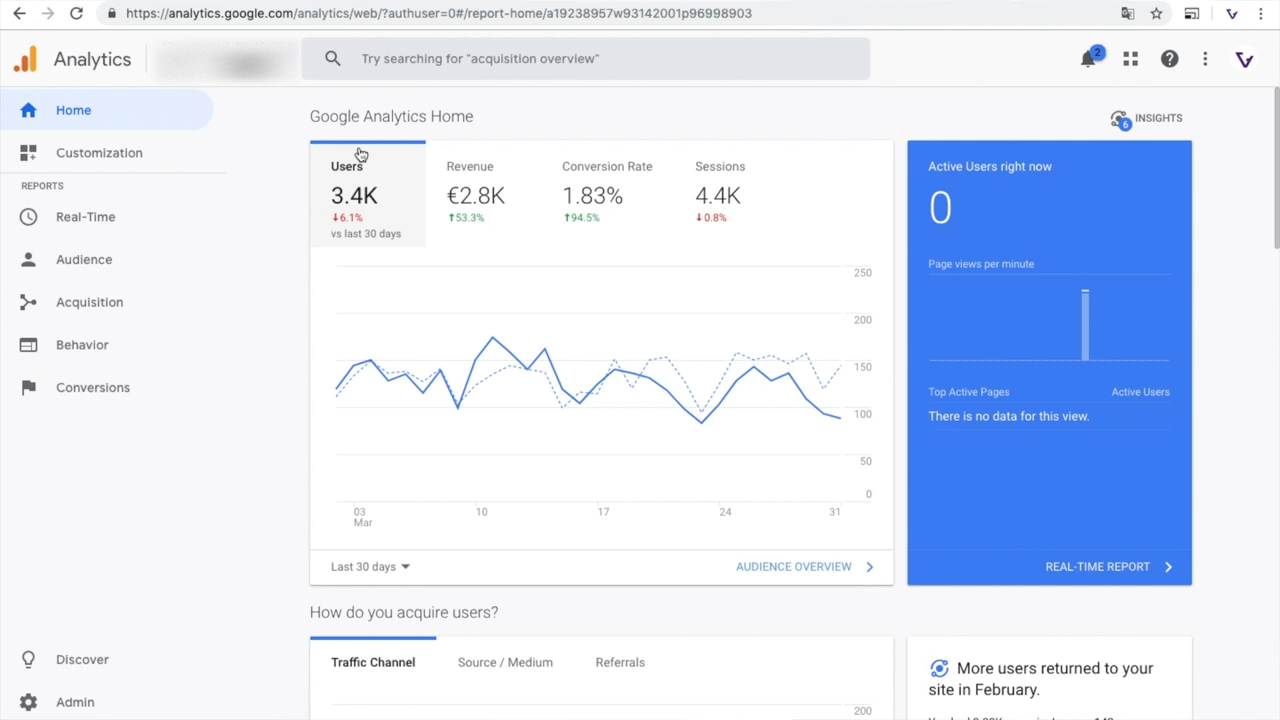 https://analytics.google.com/analytics/web/?authuser=0#/report-home/a19238957w93142001p96998903
Analytics
Try searching for "acquisition overview"
2
Home
Customization
REPORTS
Real-Time
Audience
Acquisition
Behavior
Conversions
Discover
Admin
Google Analytics Home
6
INSIGHTS
Users
3.4K
↓6.1%
vs last 30 days
Revenue
€2.8K
↑53.3%
Conversion Rate
1.83%
↑94.5%
Sessions
4.4K
↓0.8%
250
200
150
100
50
0
03 10 17 24 31
Mar
Last 30 days
AUDIENCE OVERVIEW
Active Users right now
0
Page views per minute
Top Active Pages Active Users
There is no data for this view.
REAL-TIME REPORT
How do you acquire users?
Traffic Channel Source / Medium Referrals
200
More users returned to your
site in February.